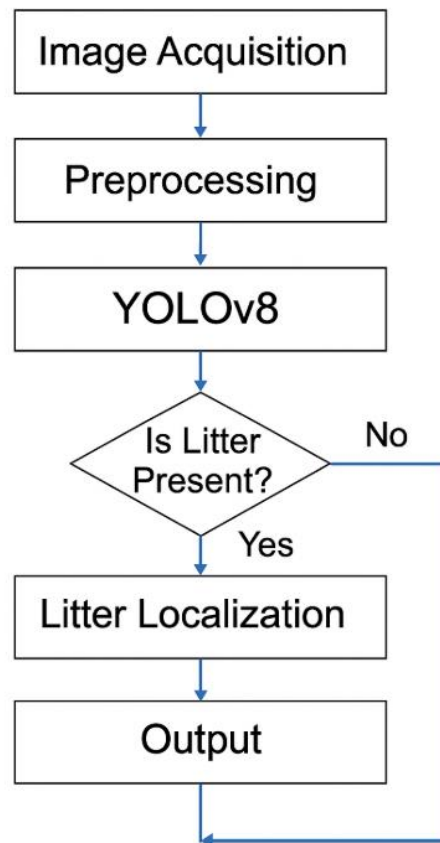 Image Acquisition
Preprocessing
YOLOv8
Is Litter
Present?
No
Yes
Litter Localization
Output